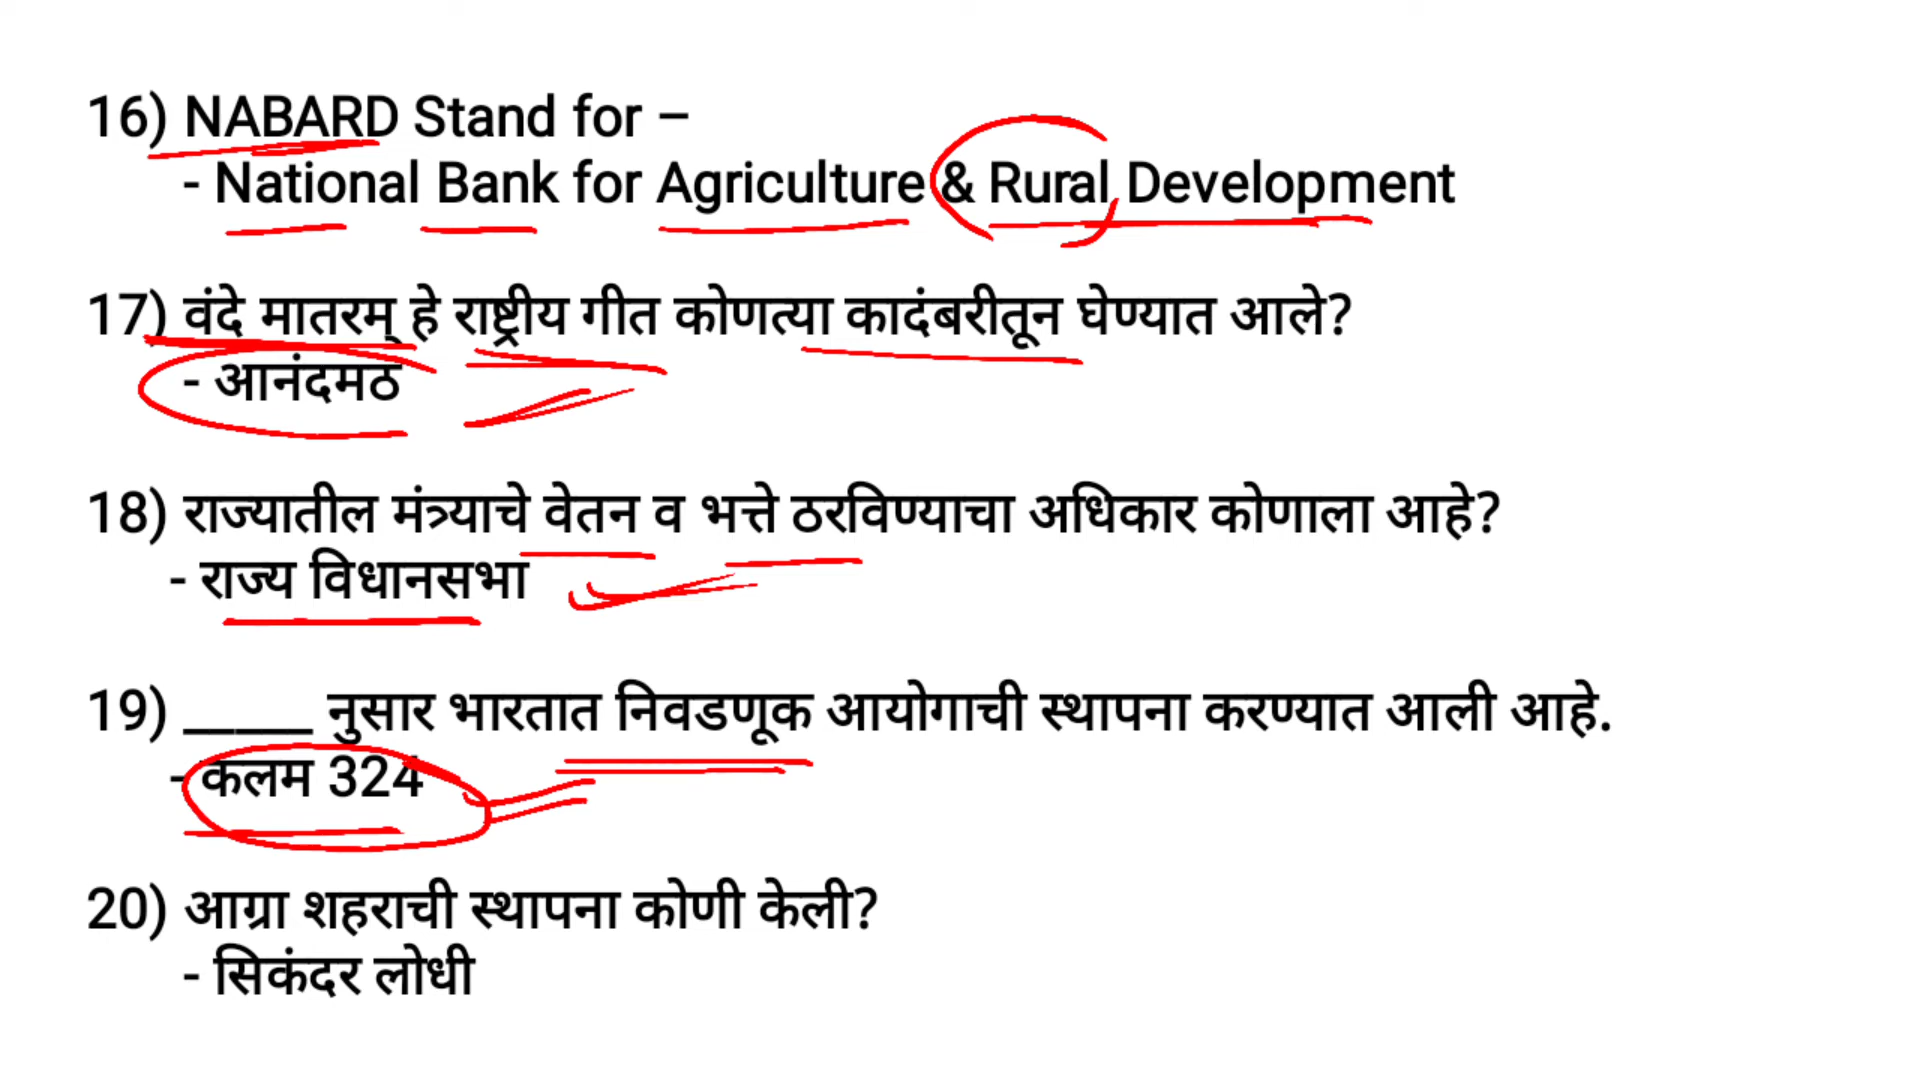 16) NABARD Stand for –
- National Bank for Agriculture & Rural Development
17) वंदे मातरम् हे राष्ट्रीय गीत कोणत्या कादंबरीतून घेण्यात आले?
- आनंदमठ
18) राज्यातील मंत्र्याचे वेतन व भत्ते ठरविण्याचा अधिकार कोणाला आहे?
- राज्य विधानसभा
19) _____ नुसार भारतात निवडणूक आयोगाची स्थापना करण्यात आली आहे.
- कलम 324
20) आग्रा शहराची स्थापना कोणी केली?
- सिकंदर लोधी